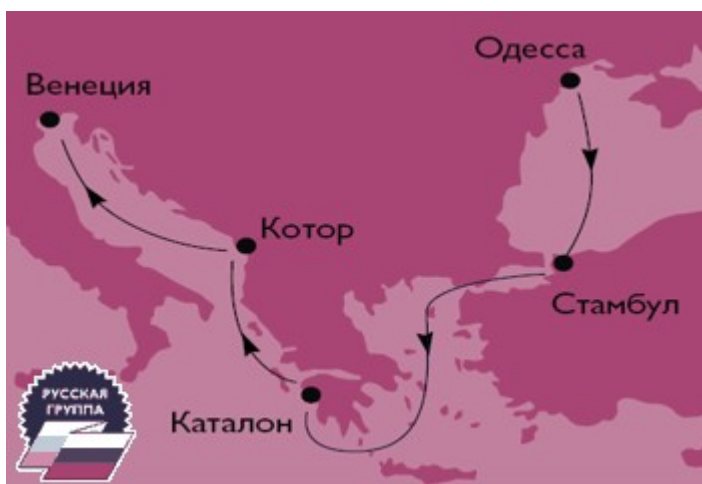 Одесса
Венеция
Котор
Стамбул
Каталон
РУССКАЯ
ГРУППА